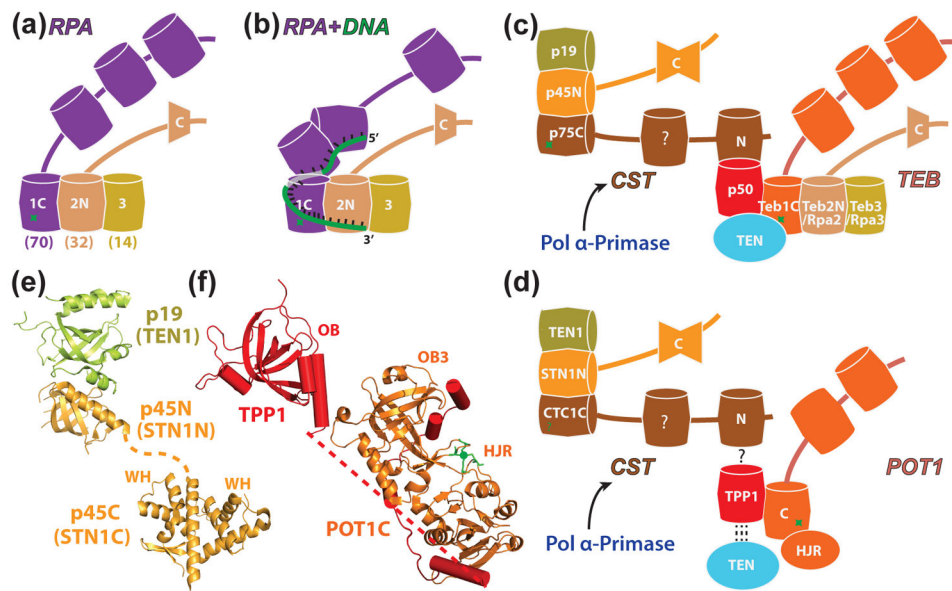 (a) RPA
C
1C 2N 3
(70) (32) (14)
(b) RPA+DNA
5′
C
1C 2N 3
3′
(c)
p19
p45N
C
p75C
?
N
C
CST
p50
TEB
Teb1C
Teb2N
/Rpa2
Teb3
/Rpa3
TEN
Pol α-Primase
(d)
TEN1
STN1N
C
CTC1C
?
N
?
CST
POT1
TPP1
C
Pol α-Primase
HJR
TEN
(e)
p19
(TEN1)
p45N
(STN1N)
WH WH
p45C
(STN1C)
(f)
OB
OB3
TPP1
HJR
POT1C